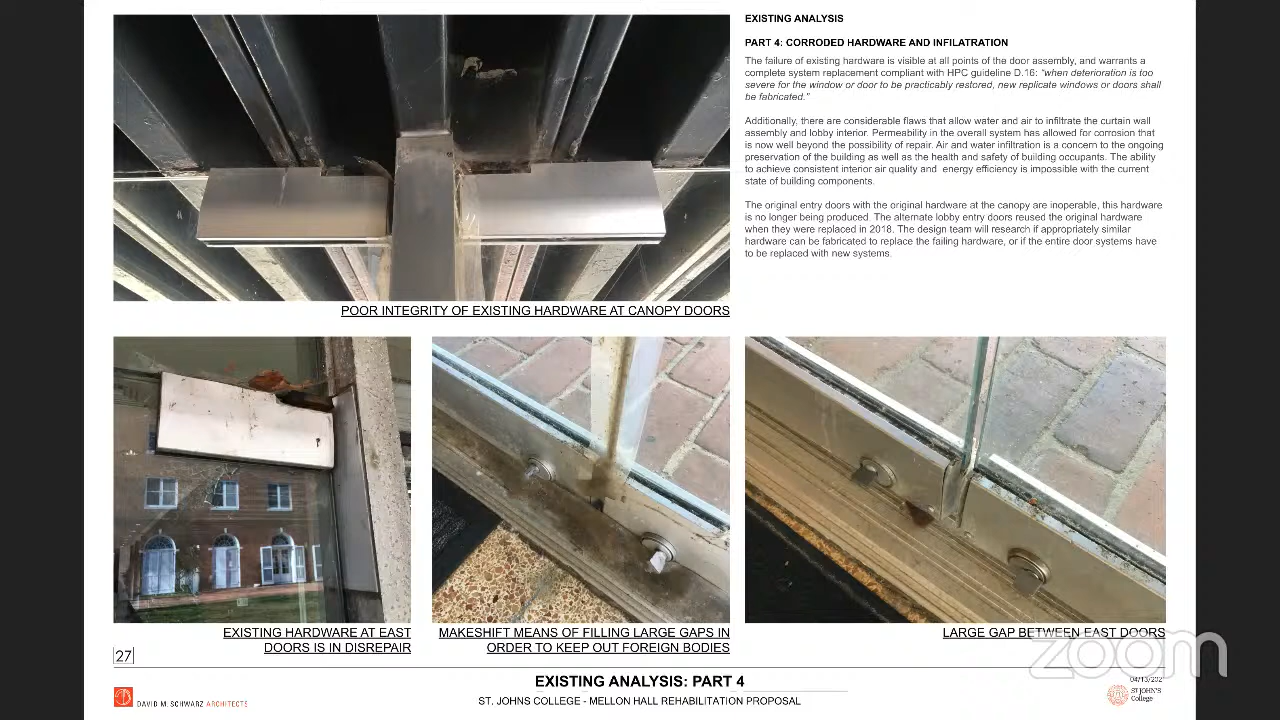 EXISTING ANALYSIS
PART 4: CORRODED HARDWARE AND INFILATRATION
The failure of existing hardware is visible at all points of the door assembly, and warrants a
complete system replacement compliant with HPC guideline D.16: “when deterioration is too
severe for the window or door to be practicably restored, new replicate windows or doors shall
be fabricated.”
Additionally, there are considerable flaws that allow water and air to infiltrate the curtain wall
assembly and lobby interior. Permeability in the overall system has allowed for corrosion that
is now well beyond the possibility of repair. Air and water infiltration is a concern to the ongoing
preservation of the building as well as the health and safety of building occupants. The ability
to achieve consistent interior air quality and energy efficiency is impossible with the current
state of building components.
The original entry doors with the original hardware at the canopy are inoperable, this hardware
is no longer being produced. The alternate lobby entry doors reused the original hardware
when they were replaced in 2018. The design team will research if appropriately similar
hardware can be fabricated to replace the failing hardware, or if the entire door systems have
to be replaced with new systems.
POOR INTEGRITY OF EXISTING HARDWARE AT CANOPY DOORS
EXISTING HARDWARE AT EAST
DOORS IS IN DISREPAIR
MAKESHIFT MEANS OF FILLING LARGE GAPS IN
ORDER TO KEEP OUT FOREIGN BODIES
LARGE GAP BETWEEN EAST DOORS
27
zoom
EXISTING ANALYSIS: PART 4
04/13/202
DAVID M. SCHWARZ ARCHITECTS
ST. JOHNS COLLEGE - MELLON HALL REHABILITATION PROPOSAL
ST JOHN'S
College